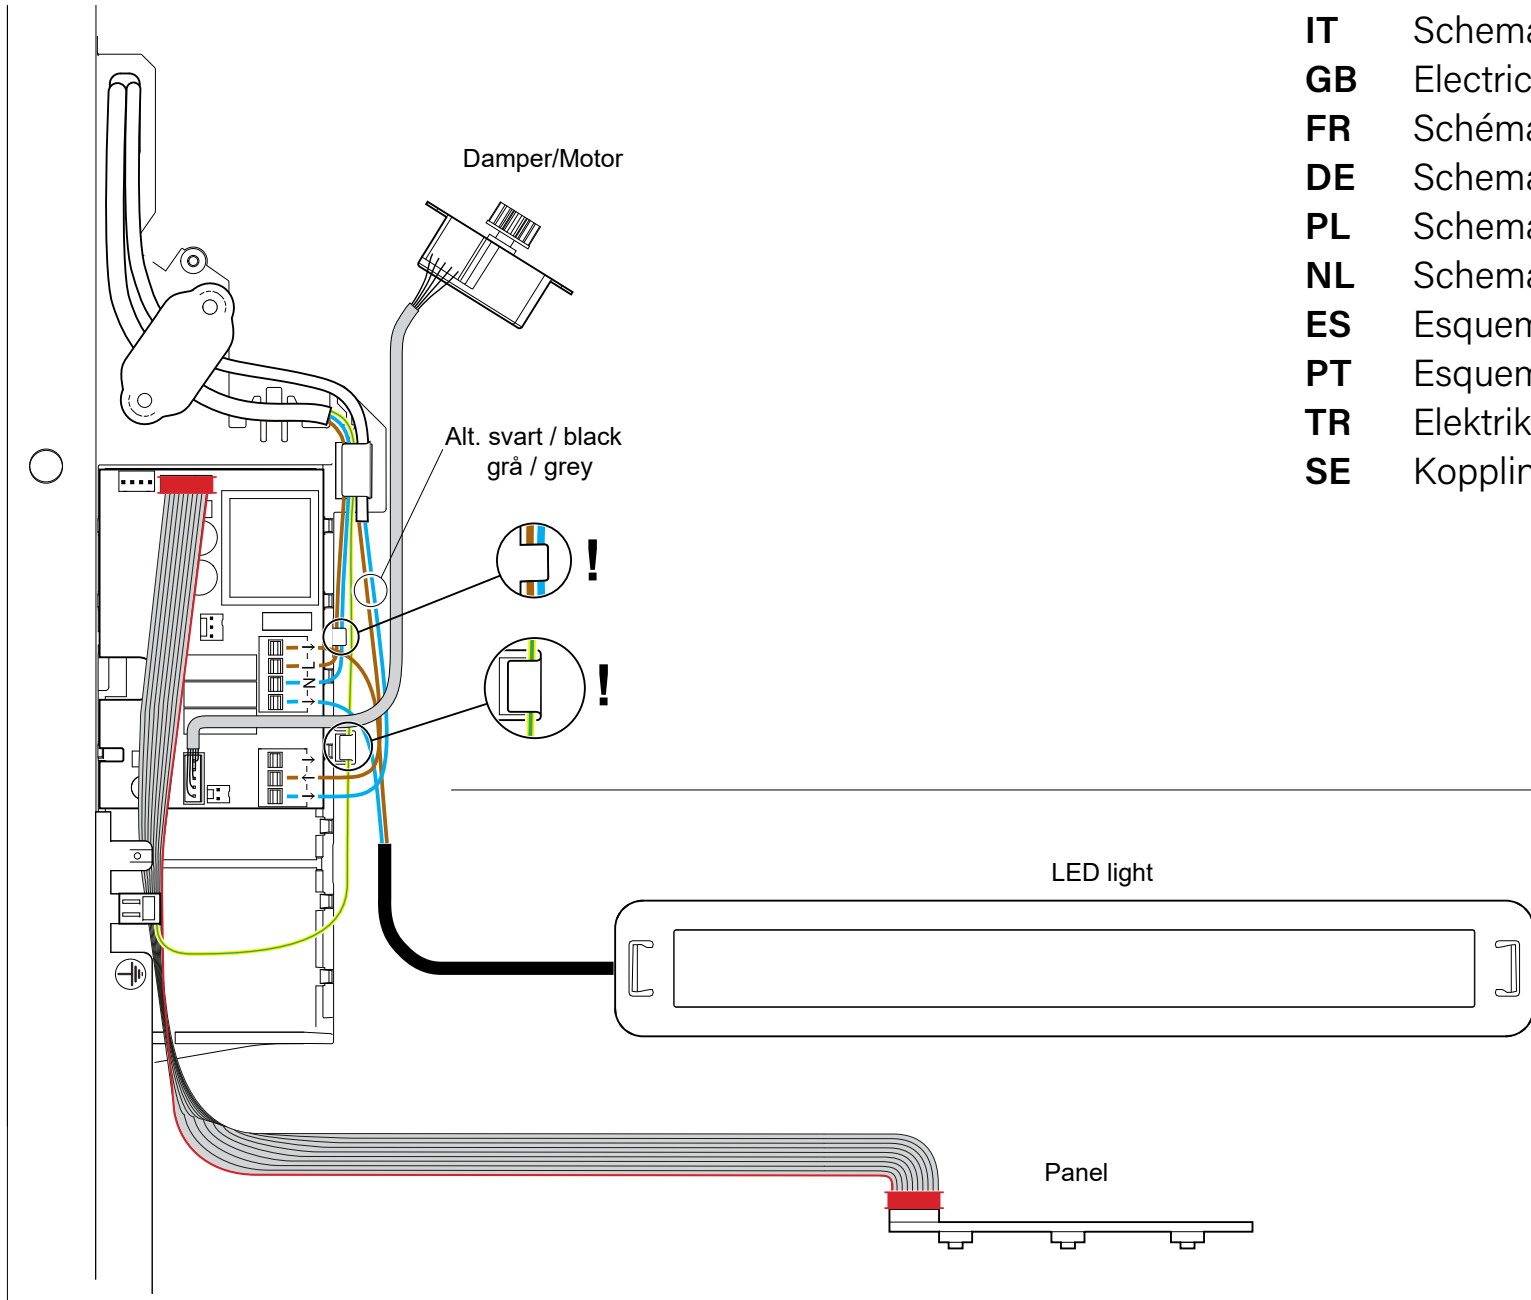 IT Schema
GB Electric
FR Schéma
DE Schema
PL Schema
NL Schema
ES Esquem
PT Esquem
TR Elektrik
SE Kopplin
Damper/Motor
Alt. svart / black
grå / grey
!
L
N
!
LED light
Panel